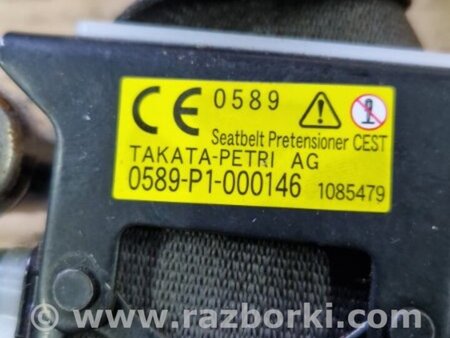 CE 0589
Seatbelt Pretensioner CEST
TAKATA-PETRI AG
0589-P1-000146 1085479
© www.razborki.com